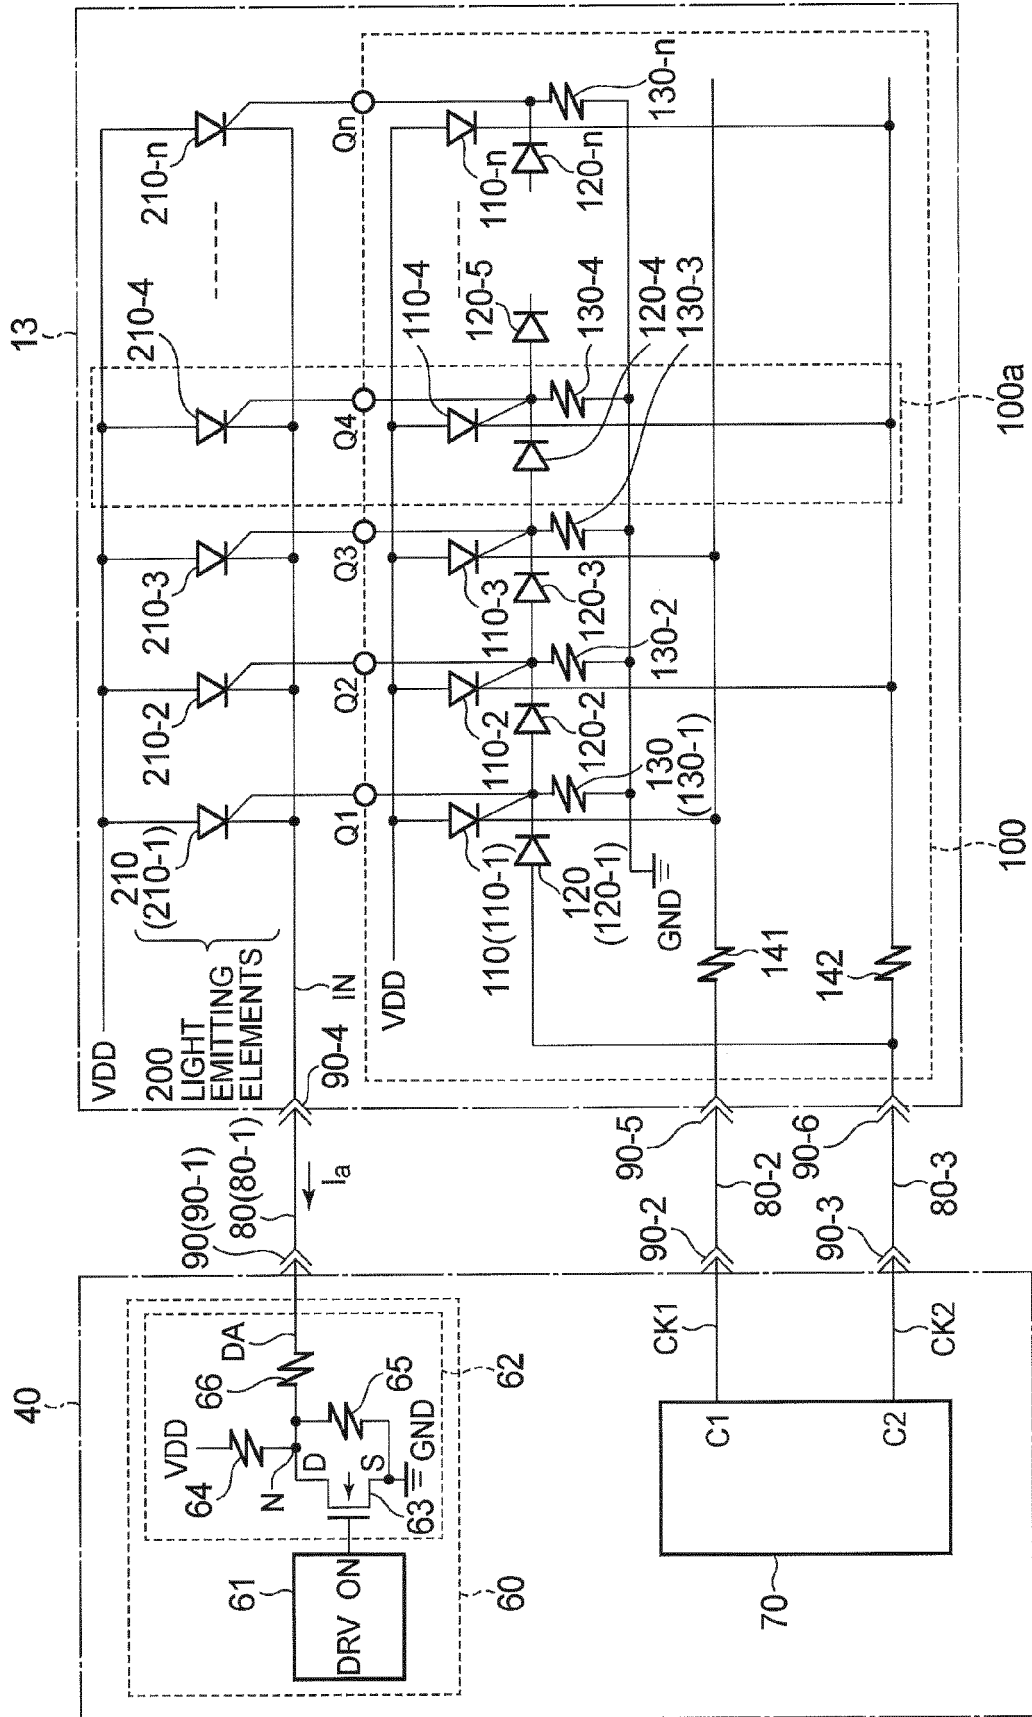 13
VDD
210-n
210-4
210-3
210-2
210
(210-1)
200
LIGHT
EMITTING
ELEMENTS
IN
90-4
Qn
Q4
Q3
Q2
Q1
130-n
110-n
120-n
120-5
110-4
130-4
120-4
130-3
110-3
120-3
130-2
110-2
120-2
130
(130-1)
110(110-1)
120
(120-1)
VDD
GND
141
142
100a
100
90(90-1)
80(80-1)
Ia
90-5
80-2
90-2
90-6
80-3
90-3
40
DA
66
62
65
VDD
64
N
D
S
GND
63
61
DRV ON
60
CK1
CK2
C1
C2
70